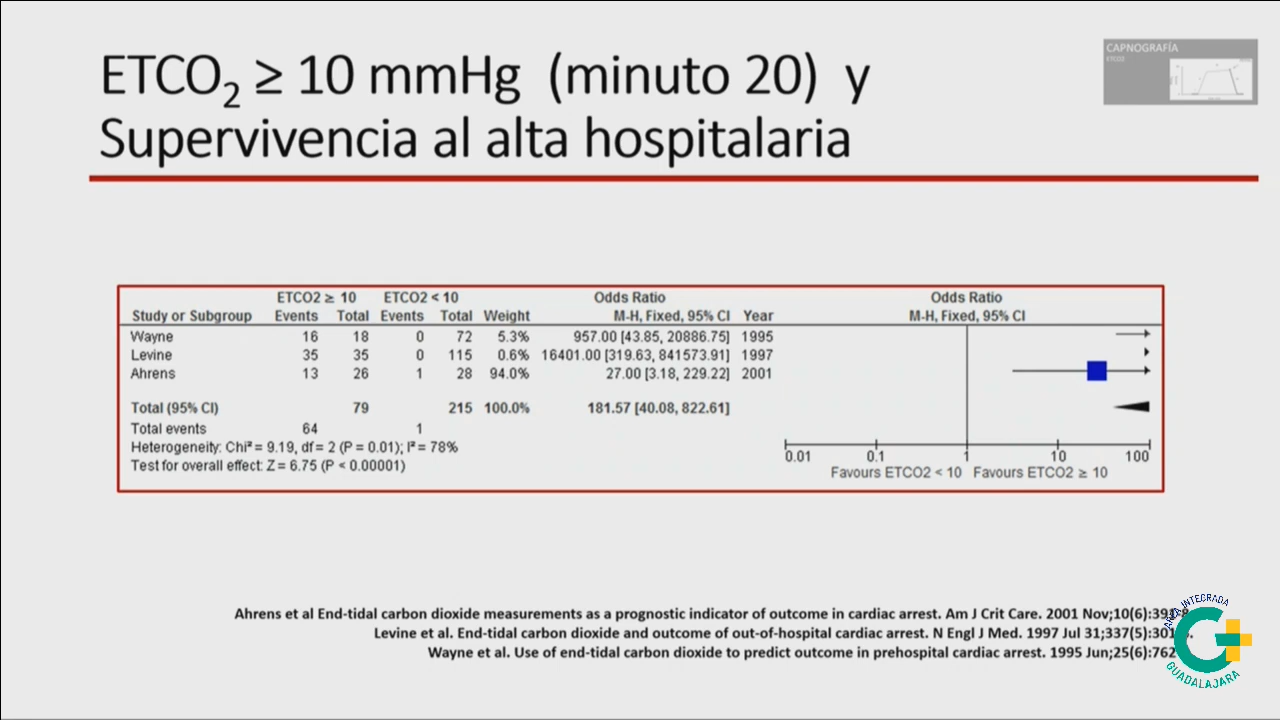 ETCO₂ ≥ 10 mmHg (minuto 20) y
Supervivencia al alta hospitalaria
CAPNOGRAFÍA
ETCO2
ETCO2 ≥ 10 ETCO2 < 10 Odds Ratio Odds Ratio
Study or Subgroup Events Total Events Total Weight M-H, Fixed, 95% CI Year M-H, Fixed, 95% CI
Wayne 16 18 0 72 5.3% 957.00 [43.85, 20886.75] 1995
Levine 35 35 0 115 0.6% 16401.00 [319.63, 841573.91] 1997
Ahrens 13 26 1 28 94.0% 27.00 [3.18, 229.22] 2001
Total (95% CI) 79 215 100.0% 181.57 [40.08, 822.61]
Total events 64 1
Heterogeneity: Chi² = 9.19, df = 2 (P = 0.01); I² = 78%
Test for overall effect: Z = 6.75 (P < 0.00001)
0.01 0.1 1 10 100
Favours ETCO2 < 10 Favours ETCO2 ≥ 10
Ahrens et al End-tidal carbon dioxide measurements as a prognostic indicator of outcome in cardiac arrest. Am J Crit Care. 2001 Nov;10(6):39
Levine et al. End-tidal carbon dioxide and outcome of out-of-hospital cardiac arrest. N Engl J Med. 1997 Jul 31;337(5):301
Wayne et al. Use of end-tidal carbon dioxide to predict outcome in prehospital cardiac arrest. 1995 Jun;25(6):762
ÁREA INTEGRADA
GUADALAJARA